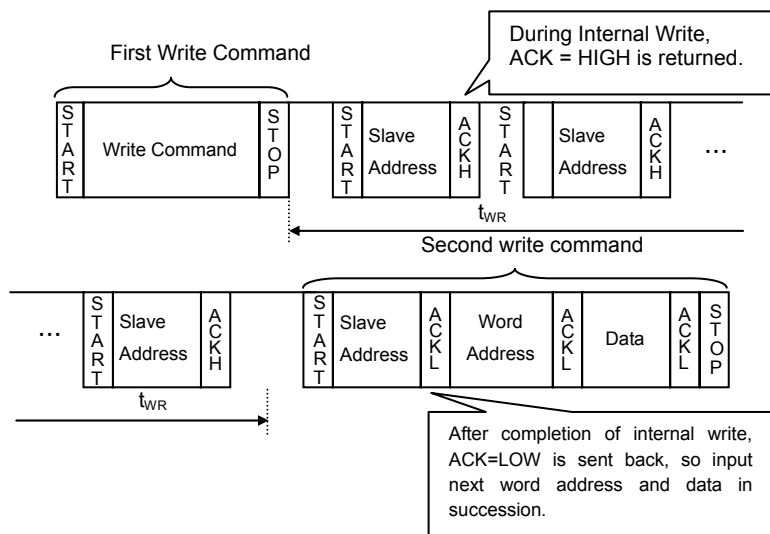 First Write Command
During Internal Write,
ACK = HIGH is returned.
START
Write Command
STOP
START
Slave
Address
ACKH
START
Slave
Address
ACKH
...
tWR
Second write command
...
START
Slave
Address
ACKH
START
Slave
Address
ACKL
Word
Address
ACKL
Data
ACKL
STOP
tWR
After completion of internal write,
ACK=LOW is sent back, so input
next word address and data in
succession.